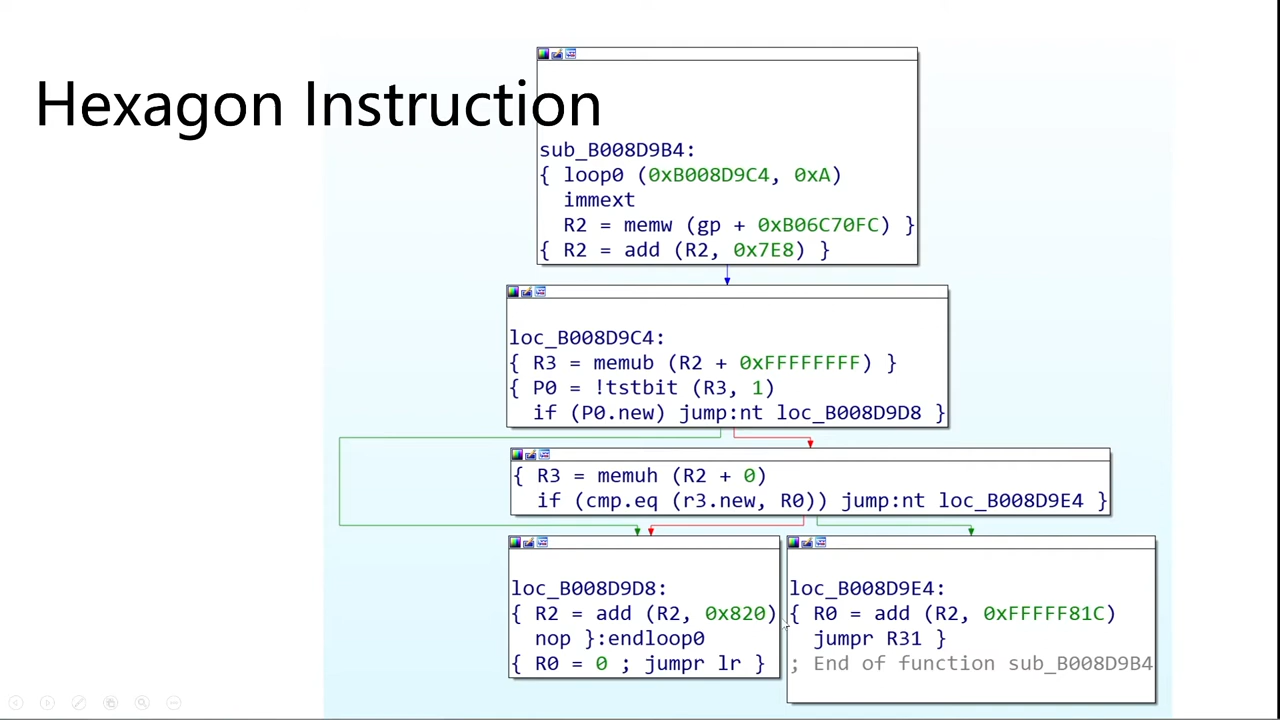 Hexagon Instruction
sub_B008D9B4:
{ loop0 (0xB008D9C4, 0xA)
immext
R2 = memw (gp + 0xB06C70FC) }
{ R2 = add (R2, 0x7E8) }
loc_B008D9C4:
{ R3 = memub (R2 + 0xFFFFFFFF) }
{ P0 = !tstbit (R3, 1)
if (P0.new) jump:nt loc_B008D9D8 }
{ R3 = memuh (R2 + 0)
if (cmp.eq (r3.new, R0)) jump:nt loc_B008D9E4 }
loc_B008D9D8:
{ R2 = add (R2, 0x820)
nop }:endloop0
{ R0 = 0 ; jumpr lr }
loc_B008D9E4:
{ R0 = add (R2, 0xFFFFF81C)
jumpr R31 }
; End of function sub_B008D9B4